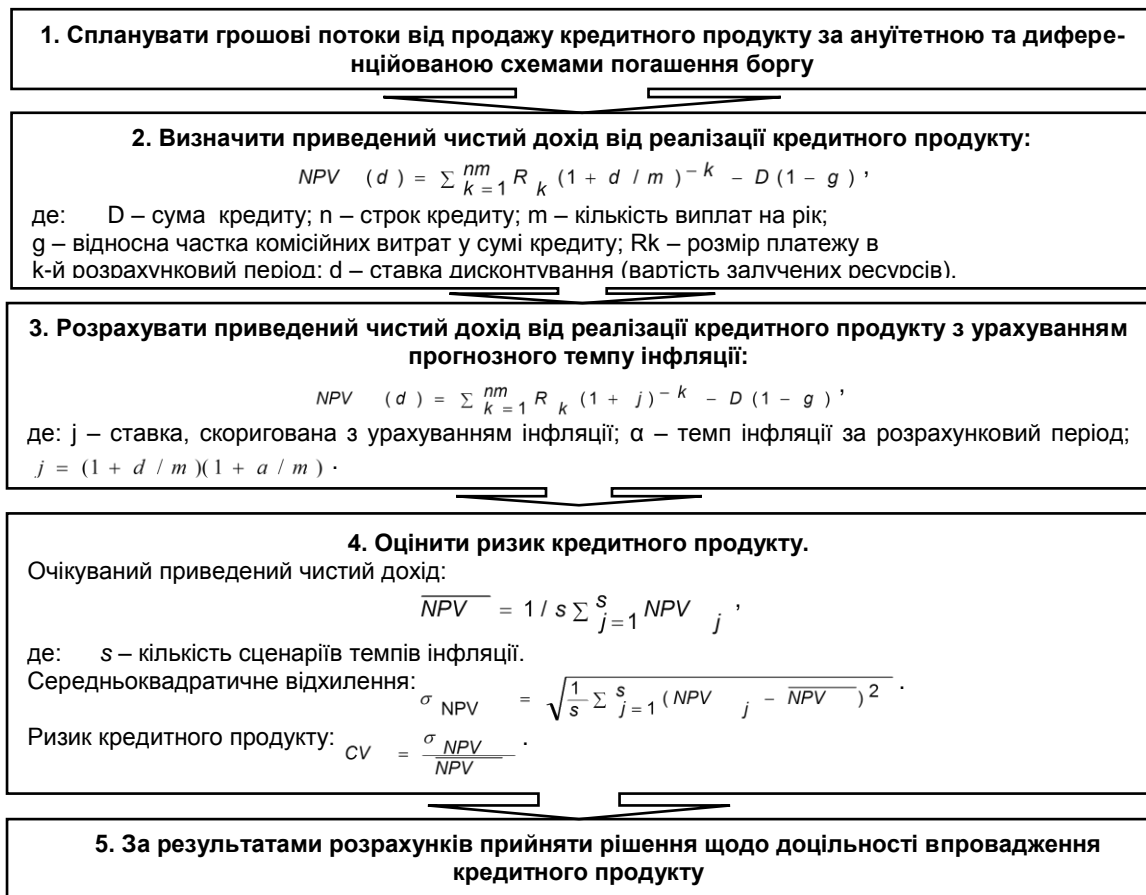 1. Спланувати грошові потоки від продажу кредитного продукту за ануїтетною та дифере-
нційованою схемами погашення боргу
2. Визначити приведений чистий дохід від реалізації кредитного продукту:
NPV (d) = ∑ nm k=1 R k (1 + d / m)^{-k} − D (1 − g) ,
де: D – сума кредиту; n – строк кредиту; m – кількість виплат на рік;
g – відносна частка комісійних витрат у сумі кредиту; Rk – розмір платежу в
k-й розрахунковий період; d – ставка дисконтування (вартість залучених ресурсів).
3. Розрахувати приведений чистий дохід від реалізації кредитного продукту з урахуванням
прогнозного темпу інфляції:
NPV (d) = ∑ nm k=1 R k (1 + j)^{-k} − D (1 − g) ,
де: j – ставка, скоригована з урахуванням інфляції; α – темп інфляції за розрахунковий період;
j = (1 + d / m)(1 + a / m) .
4. Оцінити ризик кредитного продукту.
Очікуваний приведений чистий дохід:
\overline{NPV} = 1 / s ∑ s j=1 NPV j ,
де: s – кількість сценаріїв темпів інфляції.
Середньоквадратичне відхилення: σ NPV = √(1/s ∑ s j=1 (NPV j − \overline{NPV})^2) .
Ризик кредитного продукту: CV = σ NPV / \overline{NPV} .
5. За результатами розрахунків прийняти рішення щодо доцільності впровадження
кредитного продукту